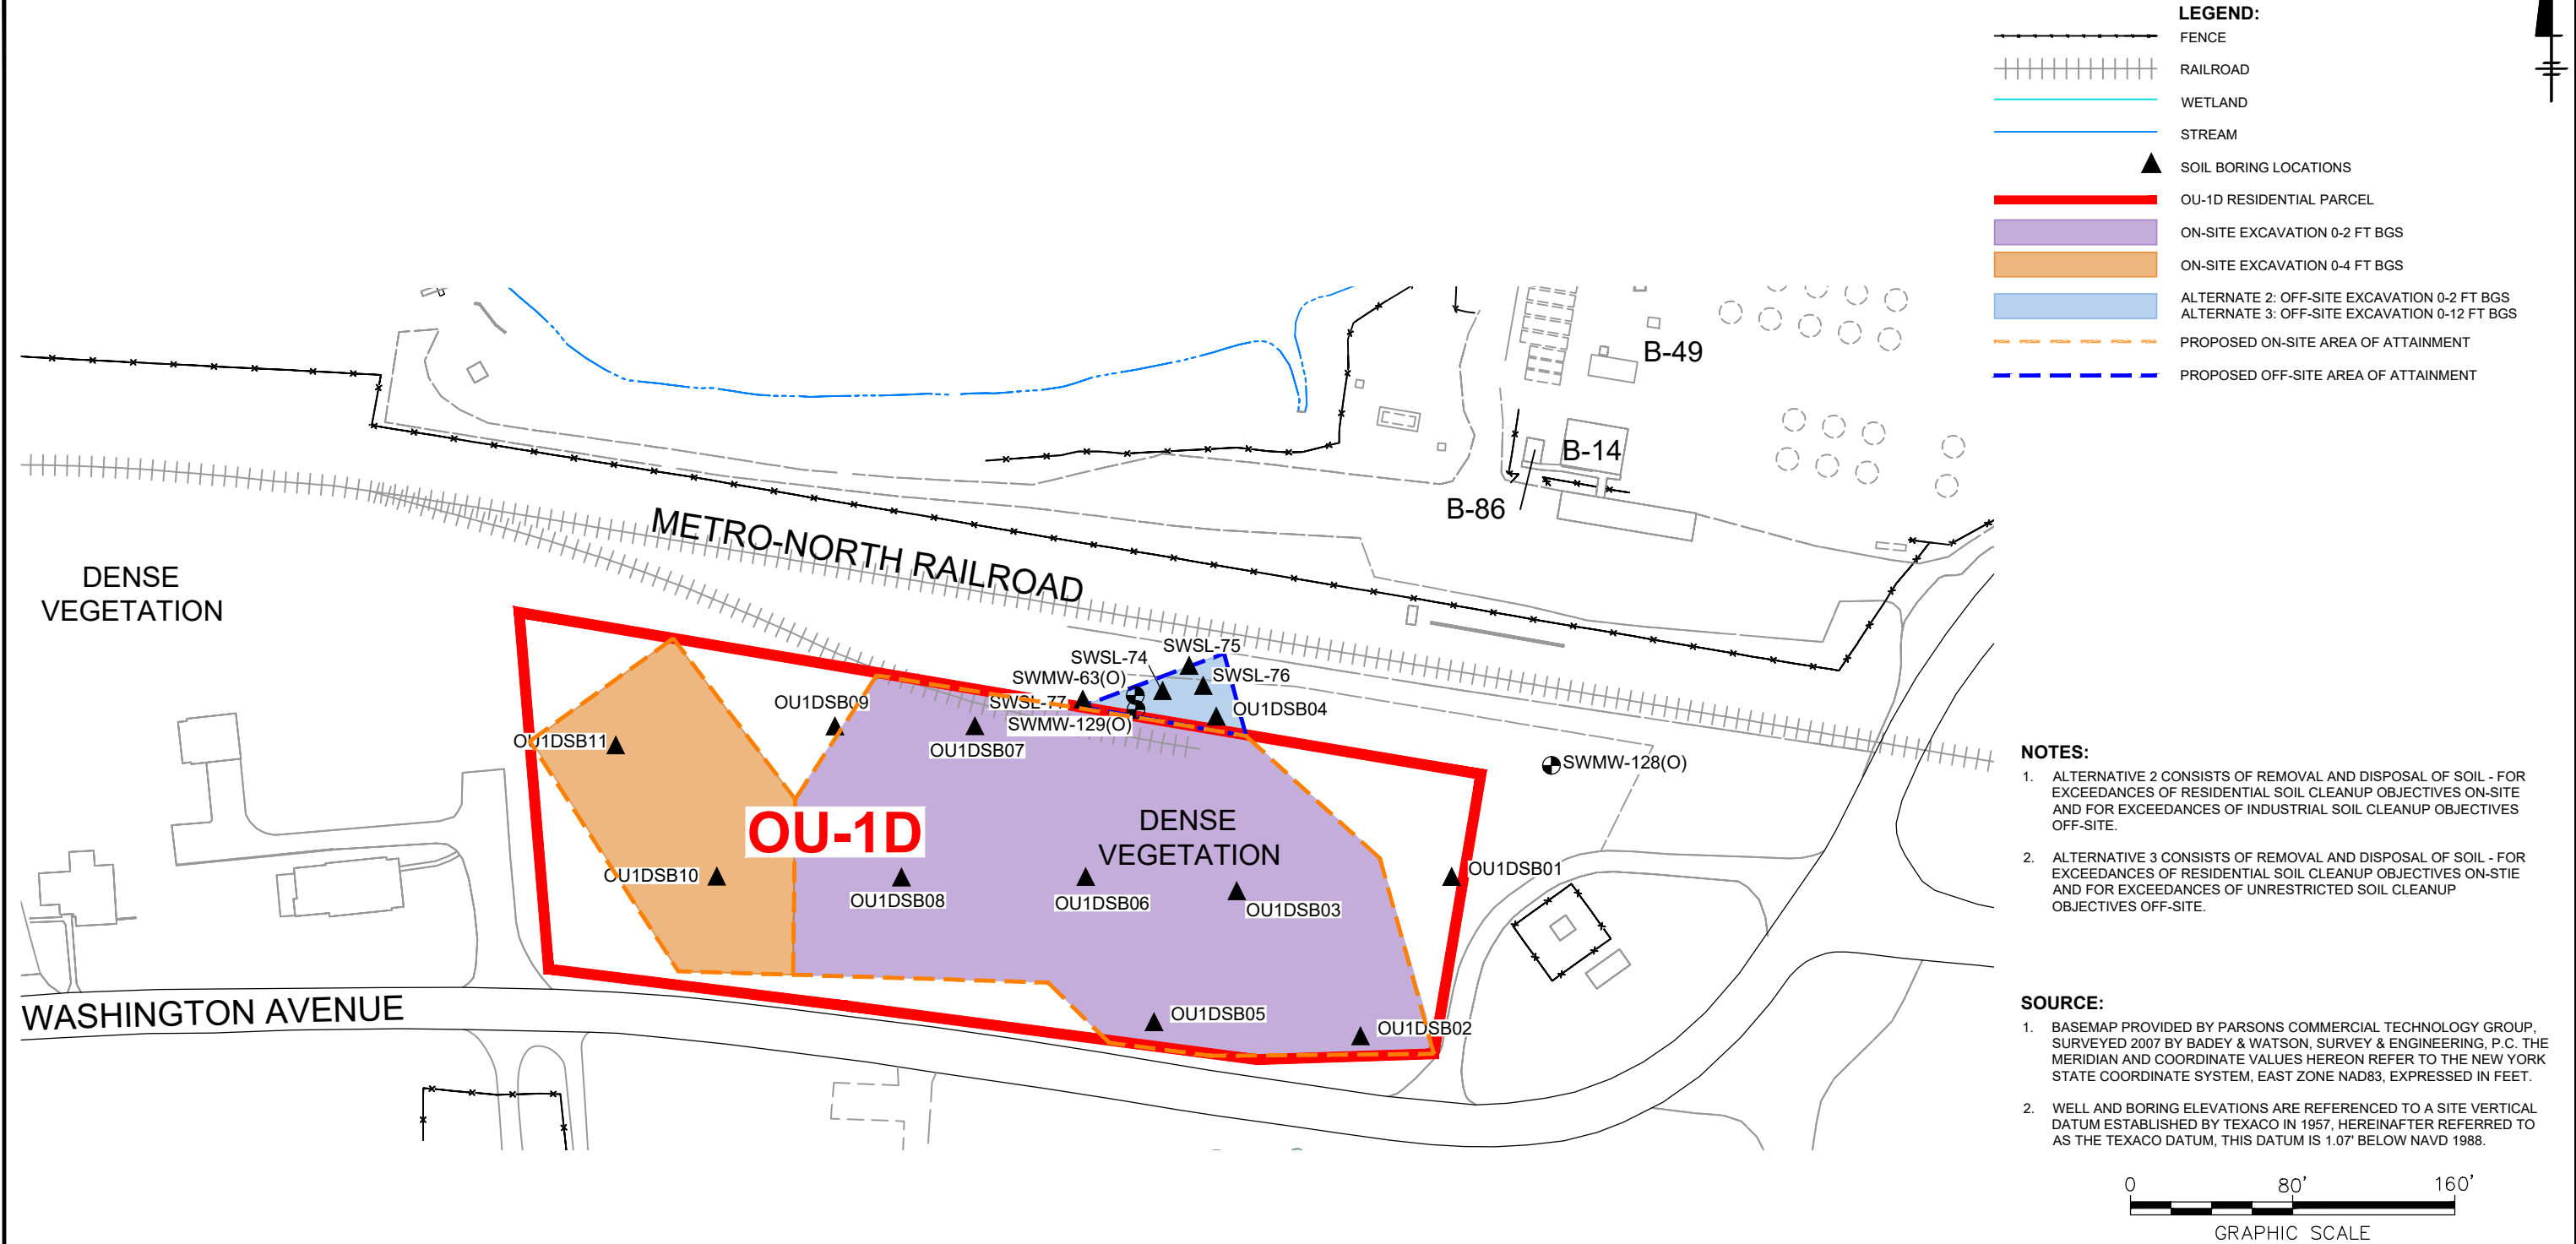 LEGEND:
FENCE
RAILROAD
WETLAND
STREAM
SOIL BORING LOCATIONS
OU-1D RESIDENTIAL PARCEL
ON-SITE EXCAVATION 0-2 FT BGS
ON-SITE EXCAVATION 0-4 FT BGS
ALTERNATE 2: OFF-SITE EXCAVATION 0-2 FT BGS
ALTERNATE 3: OFF-SITE EXCAVATION 0-12 FT BGS
PROPOSED ON-SITE AREA OF ATTAINMENT
PROPOSED OFF-SITE AREA OF ATTAINMENT
B-49
B-14
B-86
METRO-NORTH RAILROAD
DENSE
VEGETATION
SWSL-75
SWSL-74
SWMW-63(O)
SWSL-76
SWSL-77
OU1DSB09
OU1DSB04
SWMW-129(O)
OU1DSB11
OU1DSB07
SWMW-128(O)
OU-1D
DENSE
VEGETATION
OU1DSB10
OU1DSB08
OU1DSB06
OU1DSB03
OU1DSB01
OU1DSB05
OU1DSB02
WASHINGTON AVENUE
NOTES:
1. ALTERNATIVE 2 CONSISTS OF REMOVAL AND DISPOSAL OF SOIL - FOR
EXCEEDANCES OF RESIDENTIAL SOIL CLEANUP OBJECTIVES ON-SITE
AND FOR EXCEEDANCES OF INDUSTRIAL SOIL CLEANUP OBJECTIVES
OFF-SITE.
2. ALTERNATIVE 3 CONSISTS OF REMOVAL AND DISPOSAL OF SOIL - FOR
EXCEEDANCES OF RESIDENTIAL SOIL CLEANUP OBJECTIVES ON-STIE
AND FOR EXCEEDANCES OF UNRESTRICTED SOIL CLEANUP
OBJECTIVES OFF-SITE.
SOURCE:
1. BASEMAP PROVIDED BY PARSONS COMMERCIAL TECHNOLOGY GROUP,
SURVEYED 2007 BY BADEY & WATSON, SURVEY & ENGINEERING, P.C. THE
MERIDIAN AND COORDINATE VALUES HEREON REFER TO THE NEW YORK
STATE COORDINATE SYSTEM, EAST ZONE NAD83, EXPRESSED IN FEET.
2. WELL AND BORING ELEVATIONS ARE REFERENCED TO A SITE VERTICAL
DATUM ESTABLISHED BY TEXACO IN 1957, HEREINAFTER REFERRED TO
AS THE TEXACO DATUM, THIS DATUM IS 1.07' BELOW NAVD 1988.
0 80' 160'
GRAPHIC SCALE